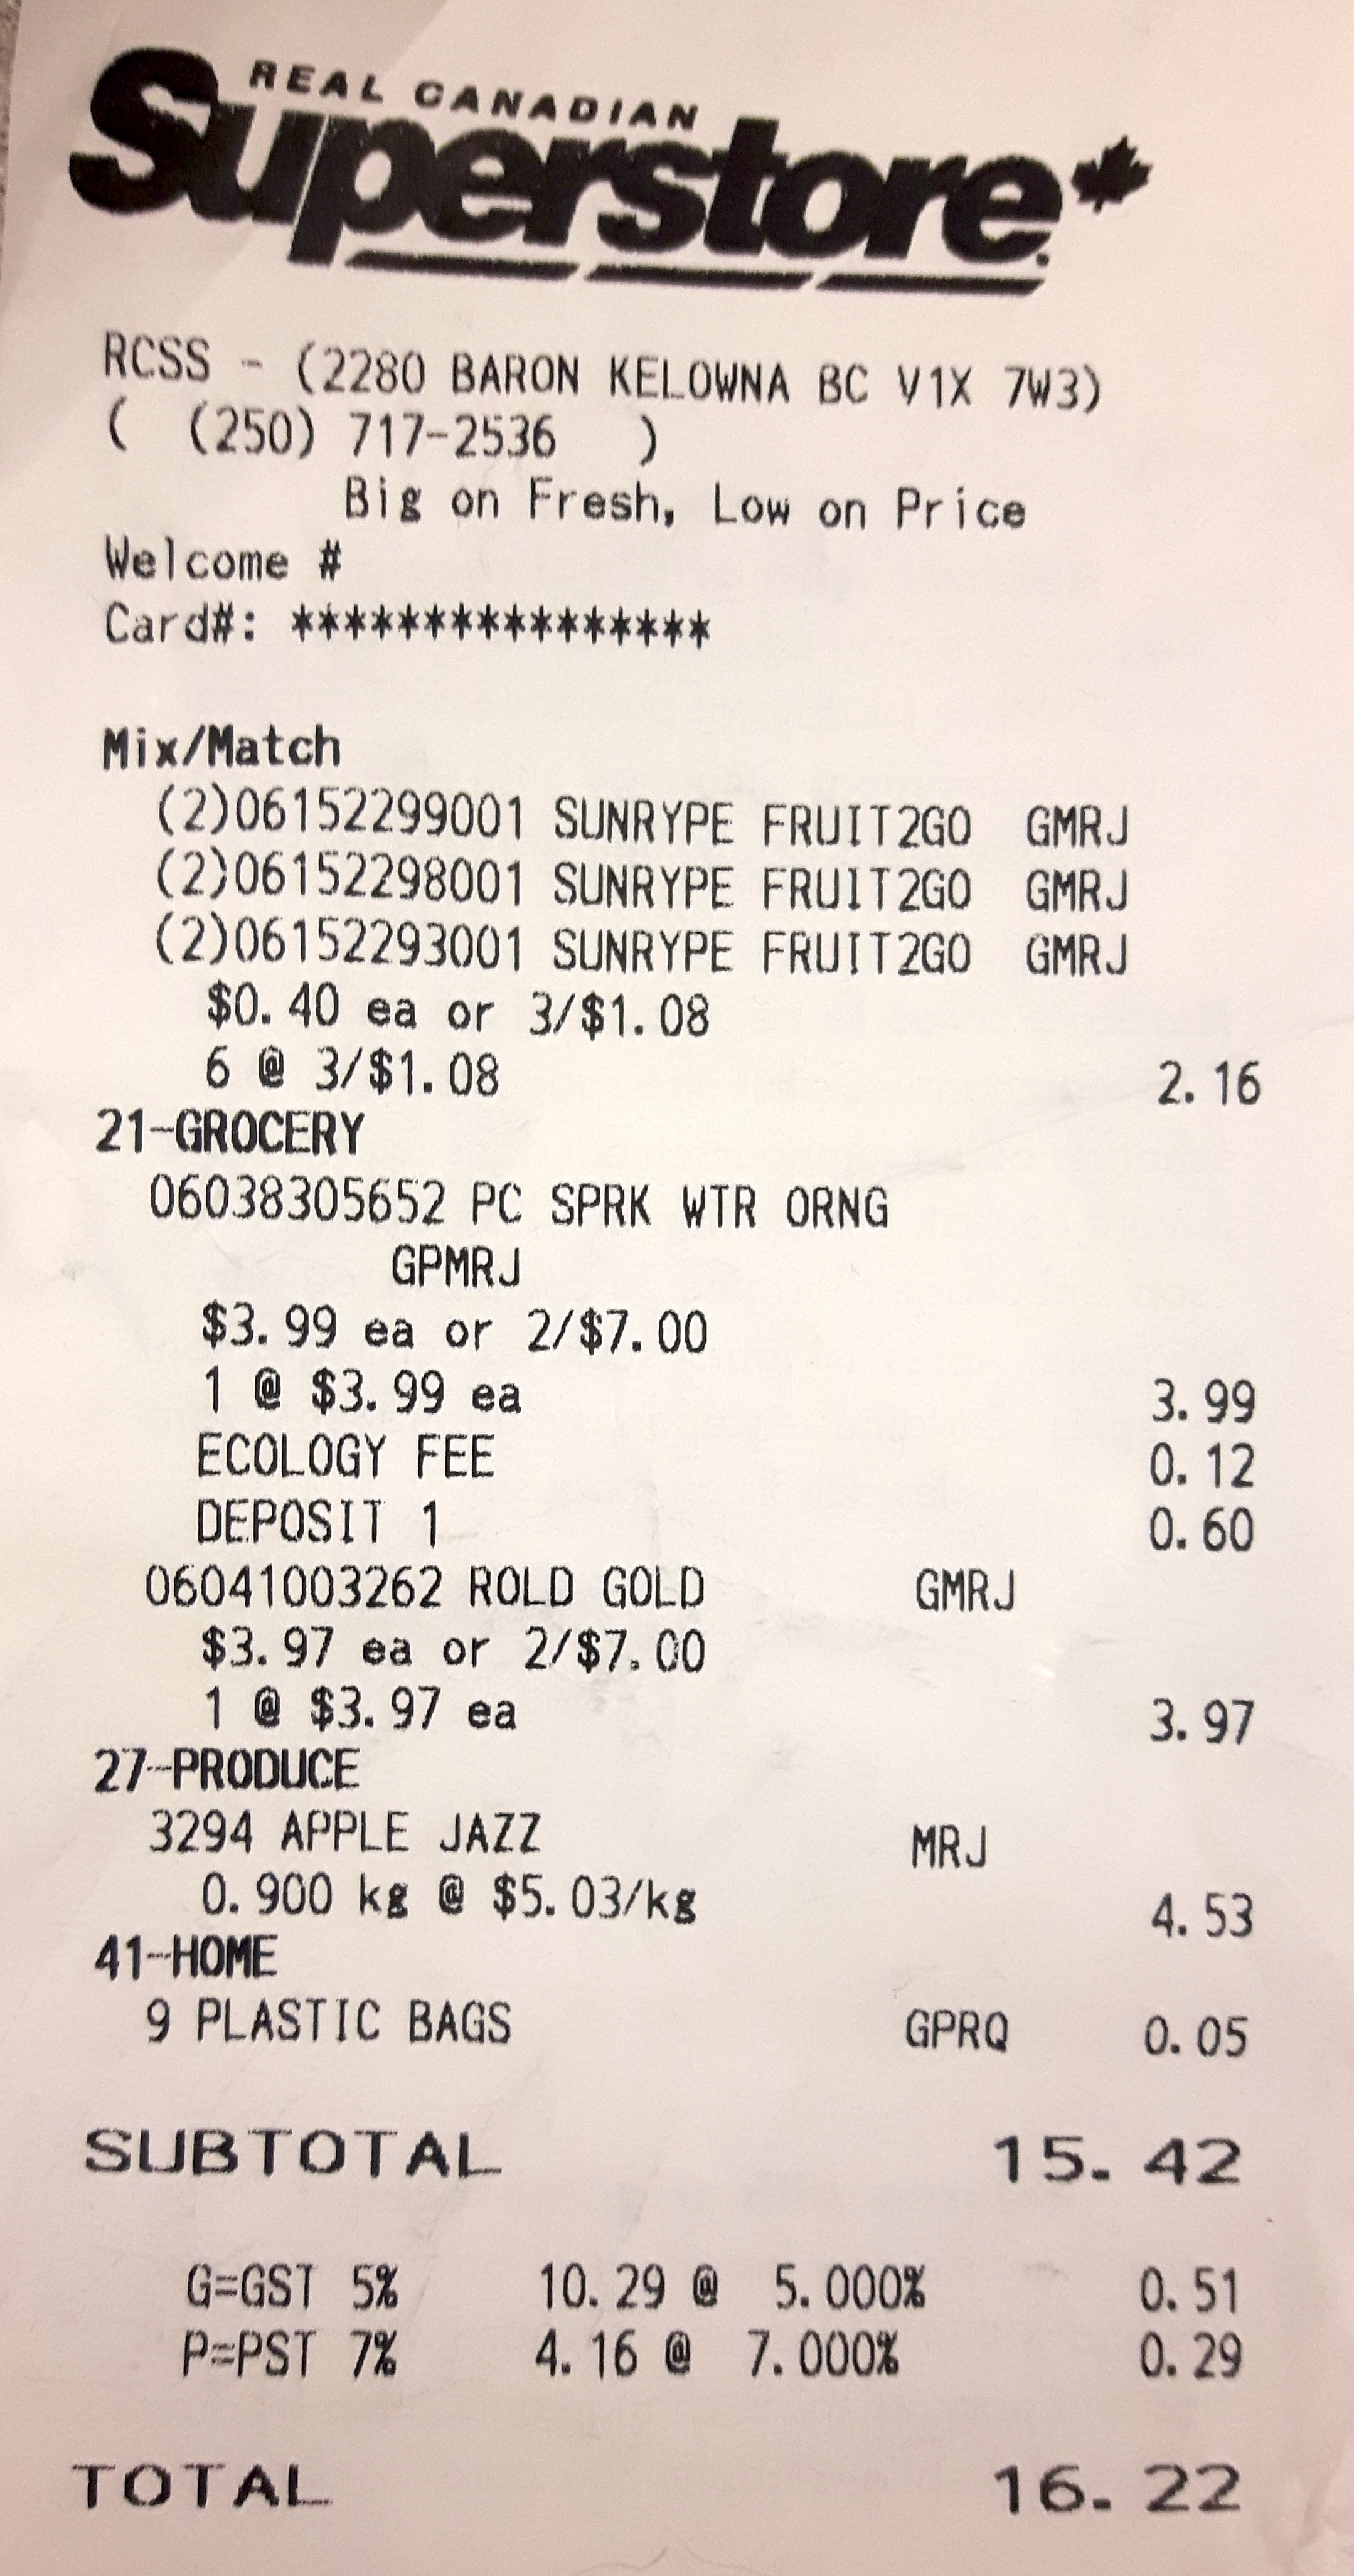 REAL CANADIAN
Superstore
RCSS - (2280 BARON KELOWNA BC V1X 7W3)
( (250) 717-2536 )
Big on Fresh, Low on Price
Welcome #
Card#: ****************
Mix/Match
(2)06152299001 SUNRYPE FRUIT2GO GMRJ
(2)06152298001 SUNRYPE FRUIT2GO GMRJ
(2)06152293001 SUNRYPE FRUIT2GO GMRJ
$0.40 ea or 3/$1.08
6 @ 3/$1.08 2.16
21-GROCERY
06038305652 PC SPRK WTR ORNG
GPMRJ
$3.99 ea or 2/$7.00
1 @ $3.99 ea 3.99
ECOLOGY FEE 0.12
DEPOSIT 1 0.60
06041003262 ROLD GOLD GMRJ
$3.97 ea or 2/$7.00
1 @ $3.97 ea 3.97
27-PRODUCE
3294 APPLE JAZZ MRJ
0.900 kg @ $5.03/kg 4.53
41-HOME
9 PLASTIC BAGS GPRQ 0.05
SUBTOTAL 15.42
G=GST 5% 10.29 @ 5.000% 0.51
P=PST 7% 4.16 @ 7.000% 0.29
TOTAL 16.22